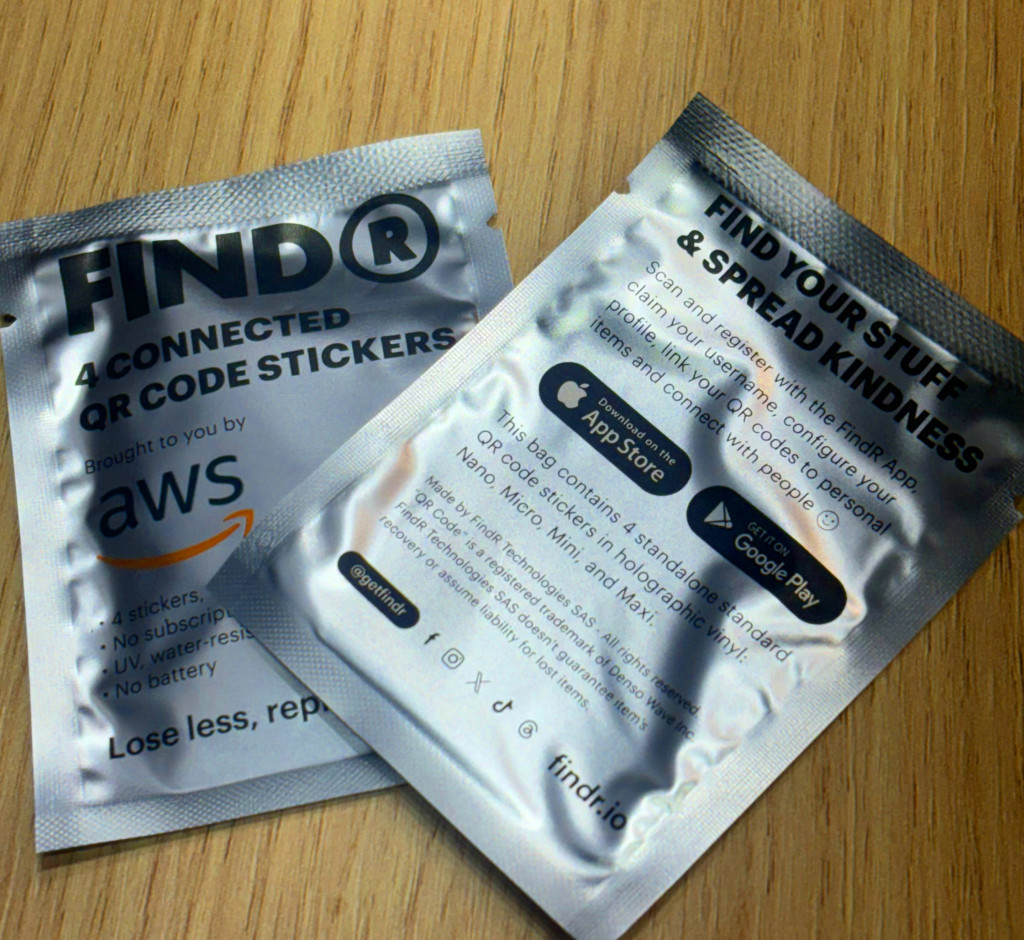 FIND®
4 CONNECTED
QR CODE STICKERS
Brought to you by
aws
• 4 stickers,
• No
• UV,
• No battery
Lose less,
FIND YOUR STUFF
& SPREAD KINDNESS
Scan and register with the FindR App,
claim your username, configure your
profile, link your QR codes to personal
items and connect with people ☺
Download on the
App Store
GET IT ON
Google Play
This bag contains 4 standalone standard
QR code stickers in holographic vinyl:
Nano, Micro, Mini, and Maxi.
Made by FindR Technologies SAS - All rights reserved
"QR Code" is a registered trademark of Denso Wave Inc
FindR Technologies SAS doesn't guarantee item's
recovery or assume liability for lost items.
@getfindr
findr.io